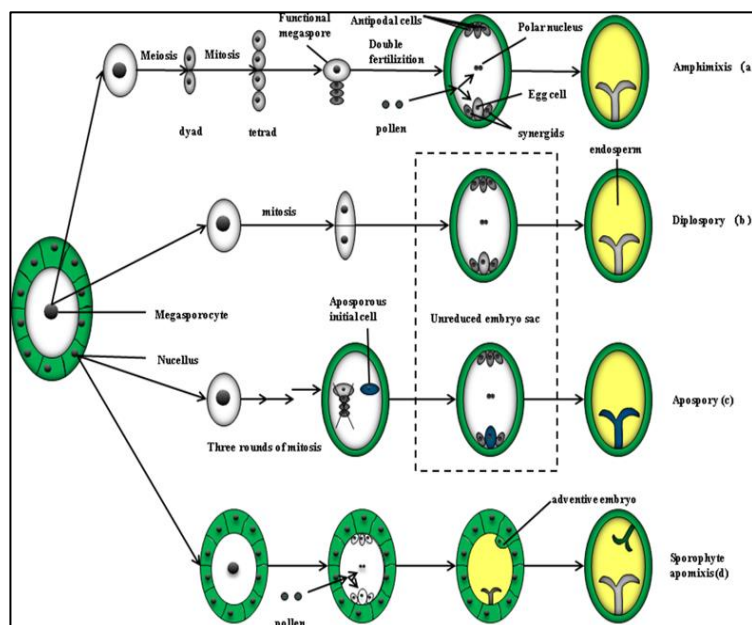 Meiosis
Mitosis
Functional
megaspore
Double
fertilizition
Antipodal cells
Polar nucleus
Amphimixis (a
dyad
tetrad
pollen
Egg cell
synergids
endosperm
mitosis
Diplospory (b)
Megasporocyte
Aposporous
initial cell
Unreduced embryo sac
Nucellus
Apospory (c)
Three rounds of mitosis
adventive embryo
Sporophyte
apomixis(d)
pollen